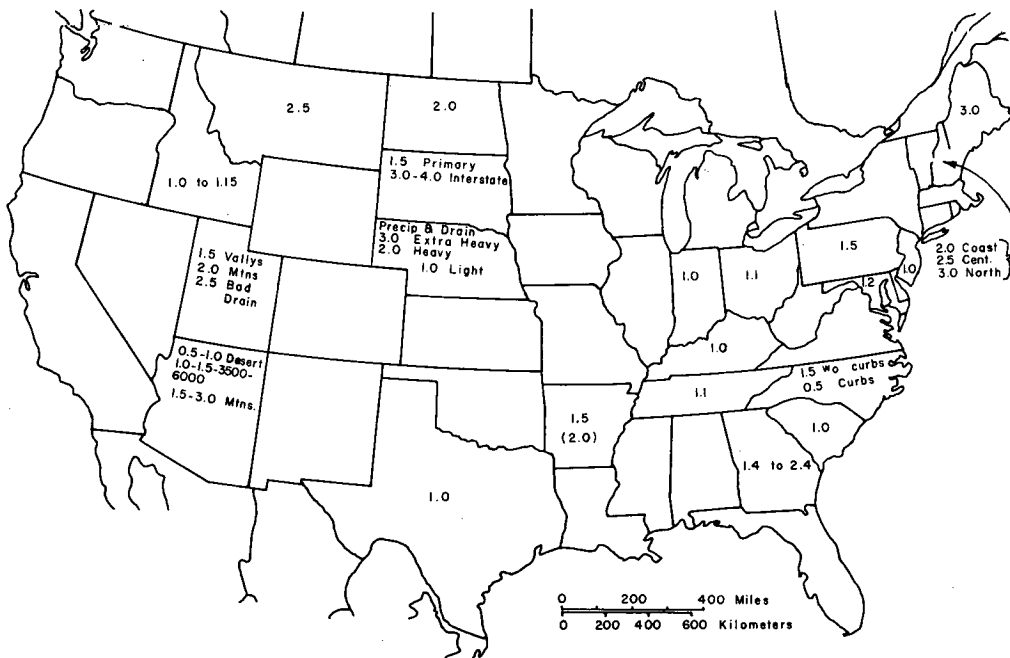 2.5
2.0
3.0
1.5 Primary
3.0-4.0 Interstate
1.0 to 1.15
Precip & Drain
3.0 Extra Heavy
2.0 Heavy
1.0 Light
1.5 Vallys
2.0 Mtns
2.5 Bad
Drain
1.0
1.1
1.5
1.2
1.0
2.0 Coast
2.5 Cent.
3.0 North
0.5-1.0 Desert
1.0-1.5-3500-
6000
1.5-3.0 Mtns.
1.0
1.1
1.5 Wo curbs
0.5 Curbs
1.5
(2.0)
1.0
1.4 to 2.4
1.0
0 200 400 Miles
0 200 400 600 Kilometers